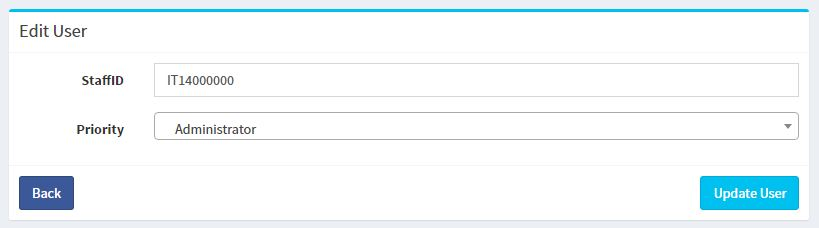 Edit User
StaffID IT14000000
Priority Administrator
Back Update User